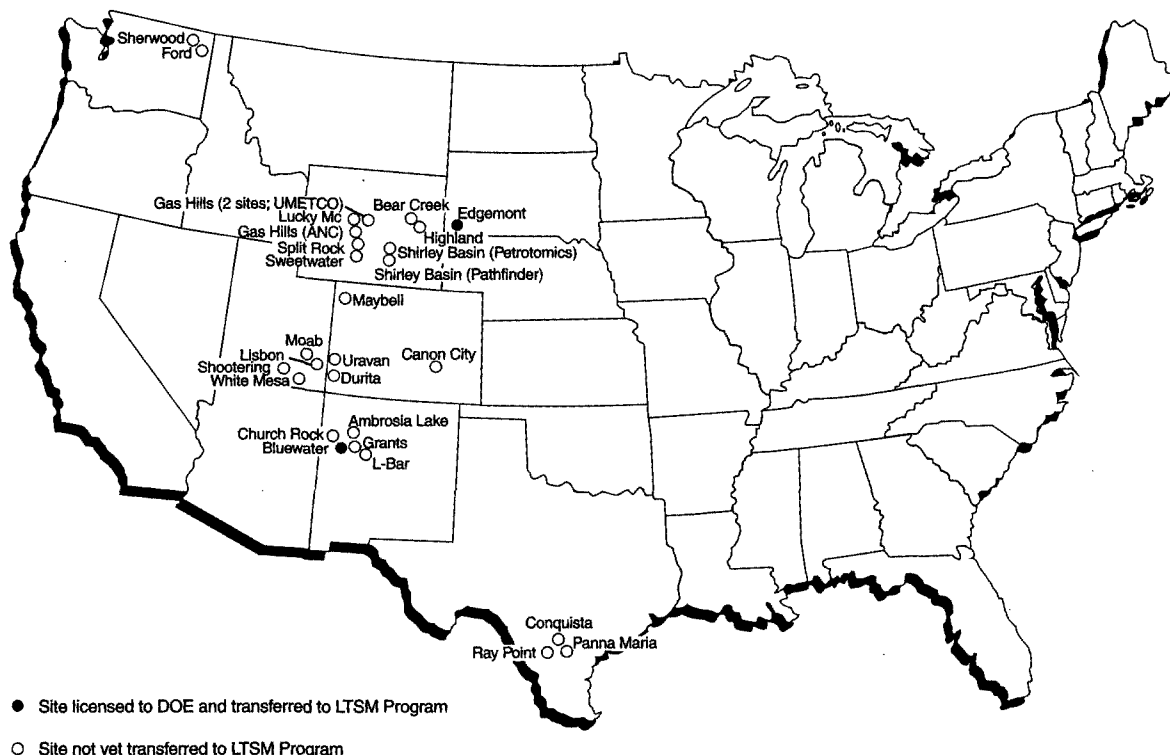 Sherwood
Ford
Gas Hills (2 sites; UMETCO)
Lucky Mc
Gas Hills (ANC)
Split Rock
Sweetwater
Bear Creek
Highland
Edgemont
Shirley Basin (Petrotomics)
Shirley Basin (Pathfinder)
Maybell
Moab
Lisbon
Shootering
White Mesa
Uravan
Durita
Canon City
Ambrosia Lake
Church Rock
Bluewater
Grants
L-Bar
Conquista
Ray Point
Panna Maria
Site licensed to DOE and transferred to LTSM Program
Site not yet transferred to LTSM Program